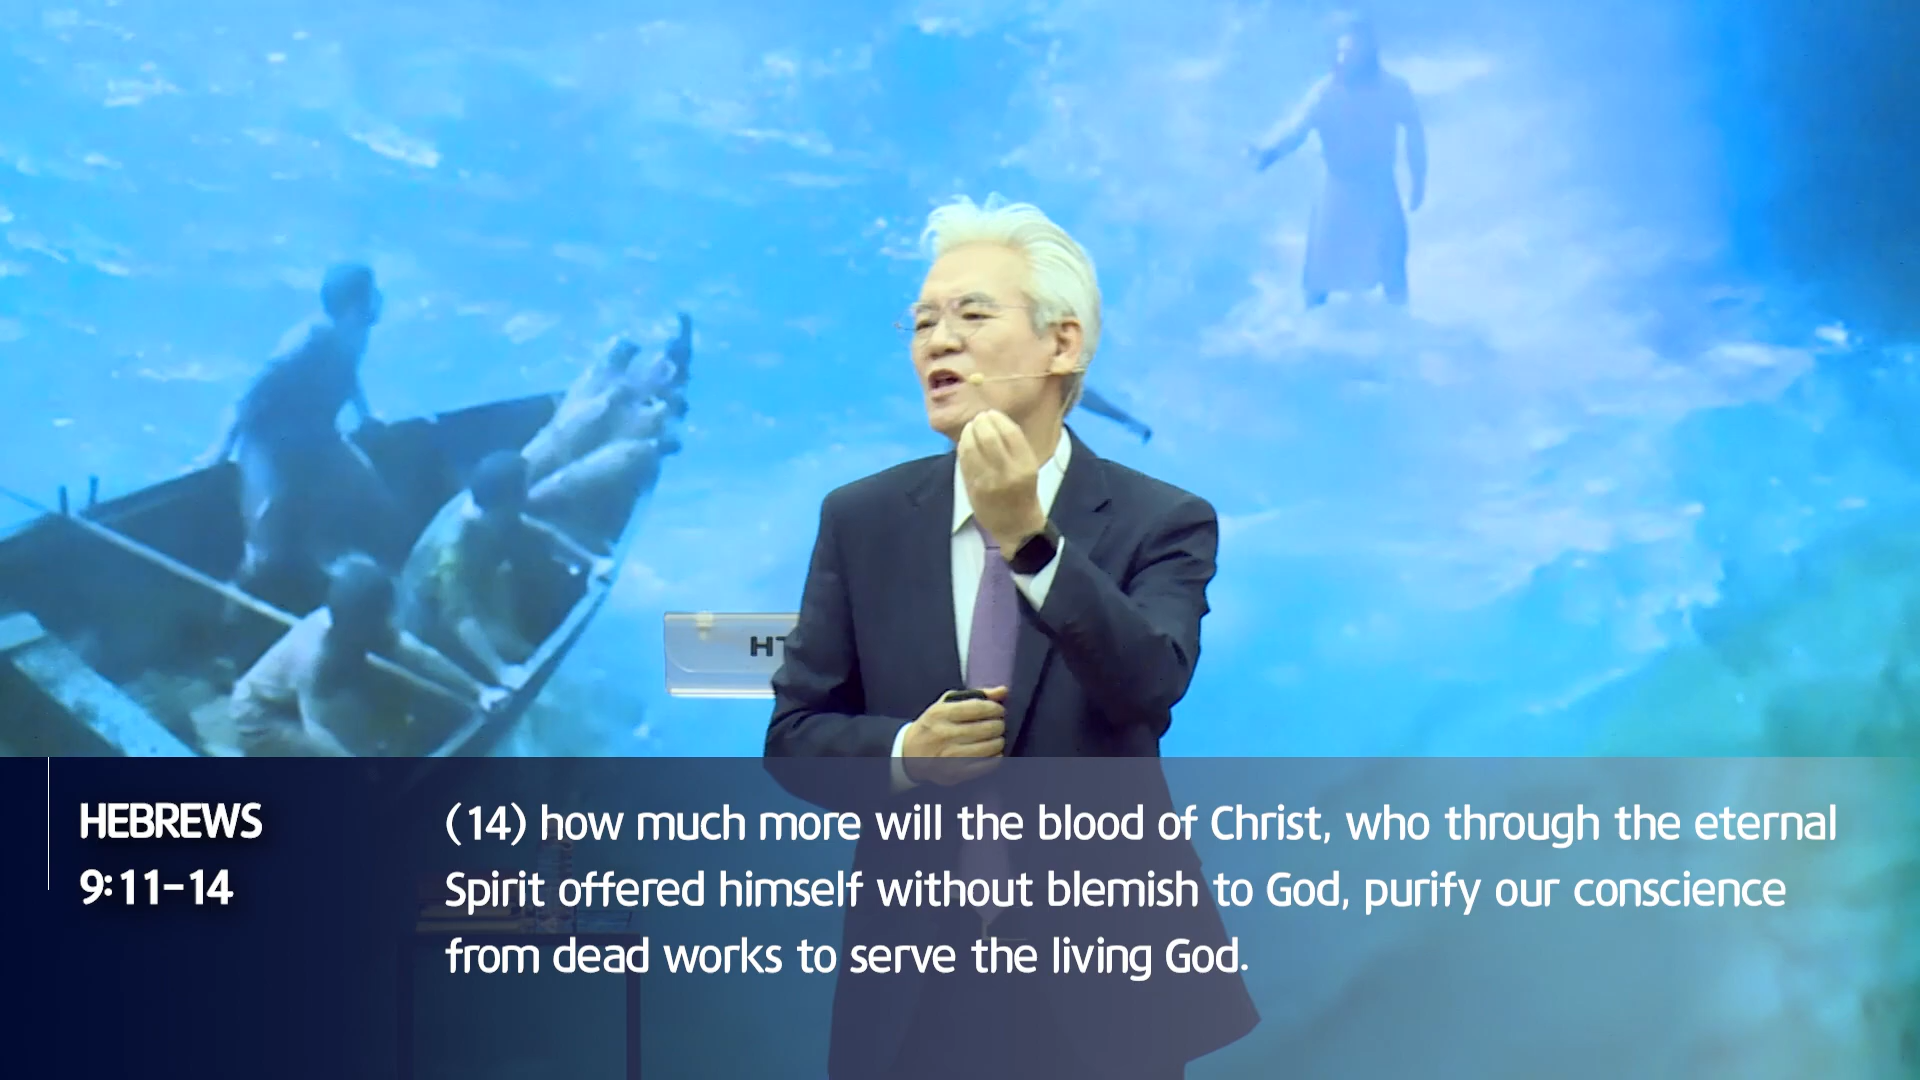 HT
HEBREWS
9:11-14
(14) how much more will the blood of Christ, who through the eternal
Spirit offered himself without blemish to God, purify our conscience
from dead works to serve the living God.